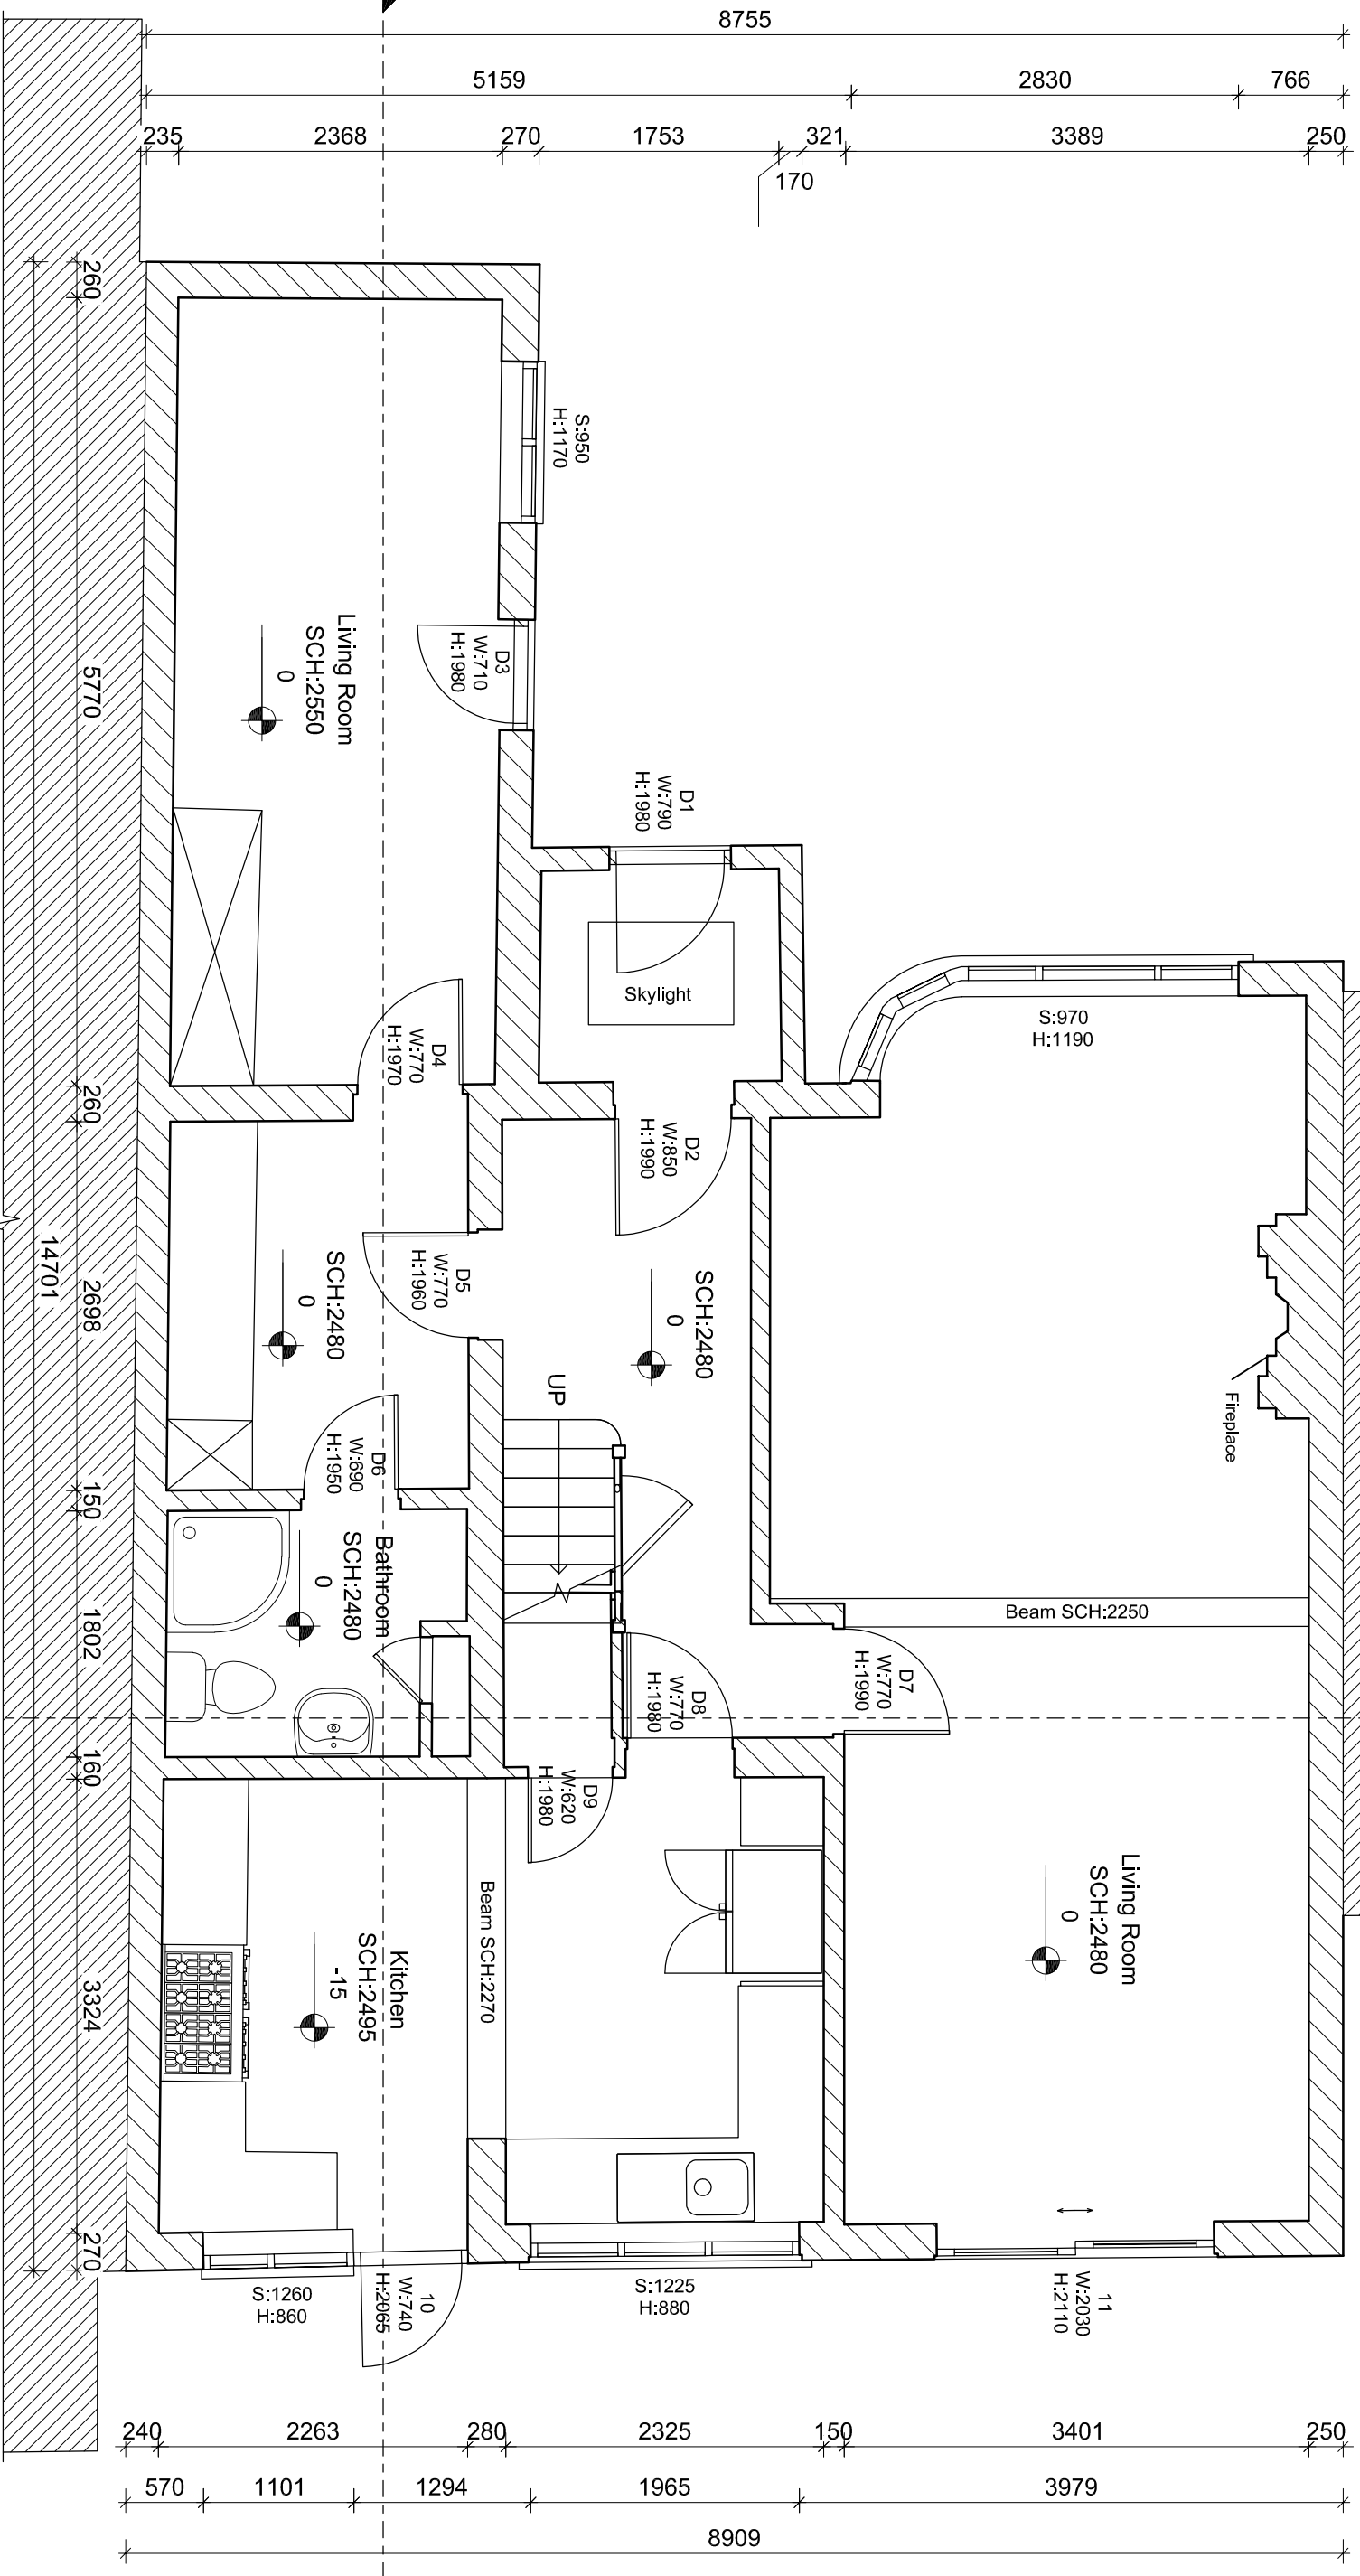 8755
5159
2830
766
235
2368
270
1753
321
3389
250
170
260
S:950
H:1170
Living Room
SCH:2550
0
D3
W:710
H:1980
5770
D1
W:790
H:1980
Skylight
S:970
H:1190
D4
W:770
H:1970
260
D2
W:850
H:1990
SCH:2480
0
D5
W:770
H:1960
SCH:2480
0
14701
2698
UP
Fireplace
D6
W:690
H:1950
150
Bathroom
SCH:2480
0
1802
Beam SCH:2250
D7
W:770
H:1990
D8
W:770
H:1980
160
D9
W:620
H:1980
Living Room
SCH:2480
0
Beam SCH:2270
Kitchen
SCH:2495
-15
3324
270
S:1260
H:860
10
W:740
H:2065
S:1225
H:880
11
W:2030
H:2110
240
2263
280
2325
150
3401
250
570
1101
1294
1965
3979
8909